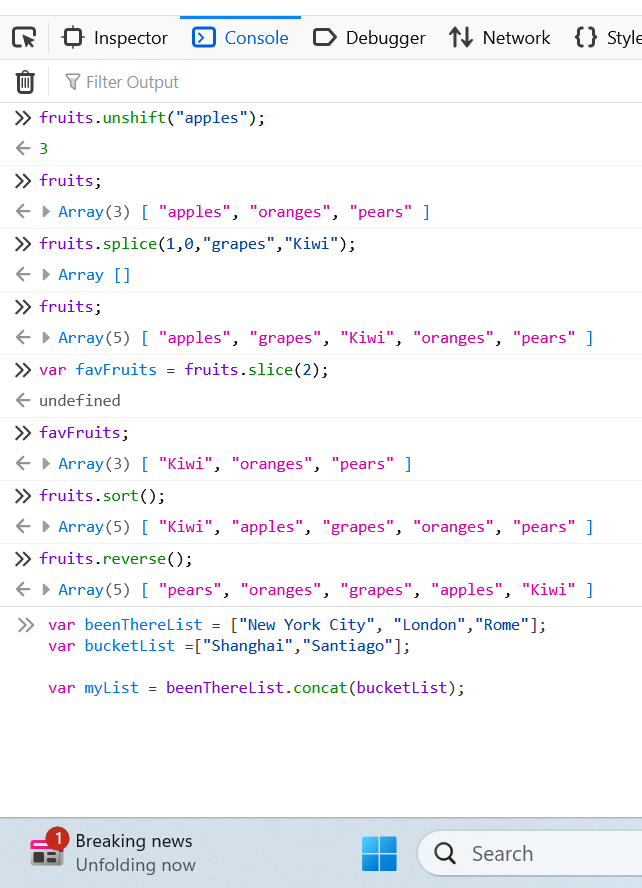 Inspector Console Debugger Network {} Style
Filter Output
>> fruits.unshift("apples");
← 3
>> fruits;
← ▶ Array(3) [ "apples", "oranges", "pears" ]
>> fruits.splice(1,0,"grapes","Kiwi");
← ▶ Array []
>> fruits;
← ▶ Array(5) [ "apples", "grapes", "Kiwi", "oranges", "pears" ]
>> var favFruits = fruits.slice(2);
← undefined
>> favFruits;
← ▶ Array(3) [ "Kiwi", "oranges", "pears" ]
>> fruits.sort();
← ▶ Array(5) [ "Kiwi", "apples", "grapes", "oranges", "pears" ]
>> fruits.reverse();
← ▶ Array(5) [ "pears", "oranges", "grapes", "apples", "Kiwi" ]
>> var beenThereList = ["New York City", "London","Rome"];
var bucketList =["Shanghai","Santiago"];
var myList = beenThereList.concat(bucketList);
1
Breaking news
Unfolding now
Search